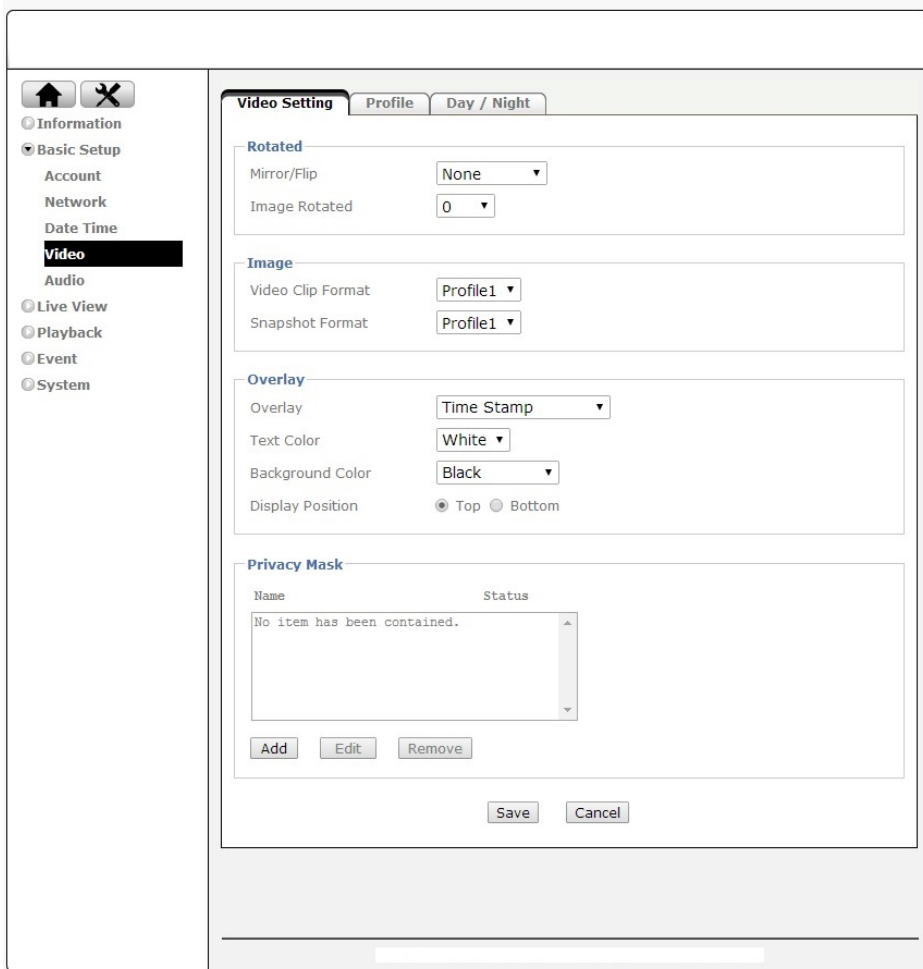 Information
Basic Setup
Account
Network
Date Time
Video
Audio
Live View
Playback
Event
System
Video Setting Profile Day / Night
Rotated
Mirror/Flip None
Image Rotated 0
Image
Video Clip Format Profile1
Snapshot Format Profile1
Overlay
Overlay Time Stamp
Text Color White
Background Color Black
Display Position Top Bottom
Privacy Mask
Name Status
No item has been contained.
Add Edit Remove
Save Cancel